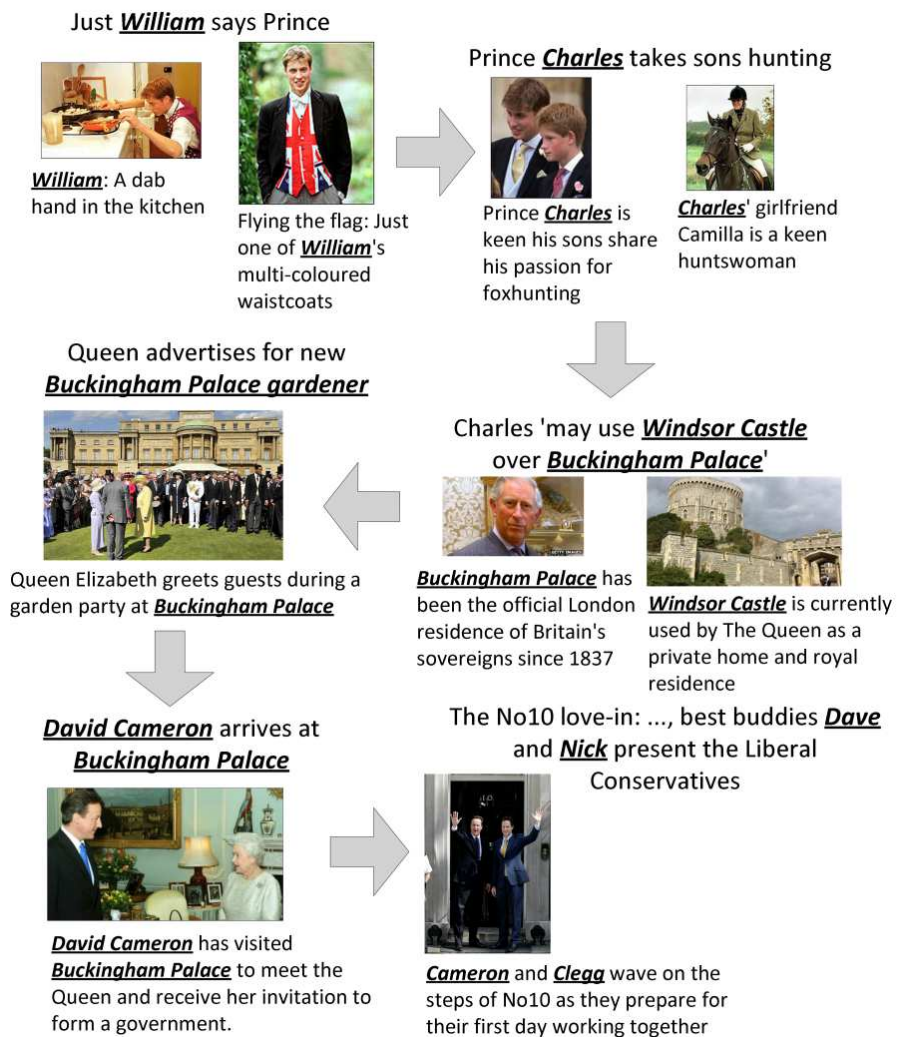 Just William says Prince
William: A dab
hand in the kitchen
Flying the flag: Just
one of William's
multi-coloured
waistcoats
Prince Charles takes sons hunting
Prince Charles is
keen his sons share
his passion for
foxhunting
Charles' girlfriend
Camilla is a keen
huntswoman
Charles 'may use Windsor Castle
over Buckingham Palace'
Buckingham Palace has
been the official London
residence of Britain's
sovereigns since 1837
Windsor Castle is currently
used by The Queen as a
private home and royal
residence
Queen advertises for new
Buckingham Palace gardener
Queen Elizabeth greets guests during a
garden party at Buckingham Palace
David Cameron arrives at
Buckingham Palace
David Cameron has visited
Buckingham Palace to meet the
Queen and receive her invitation to
form a government.
The No10 love-in: ..., best buddies Dave
and Nick present the Liberal
Conservatives
Cameron and Clegg wave on the
steps of No10 as they prepare for
their first day working together